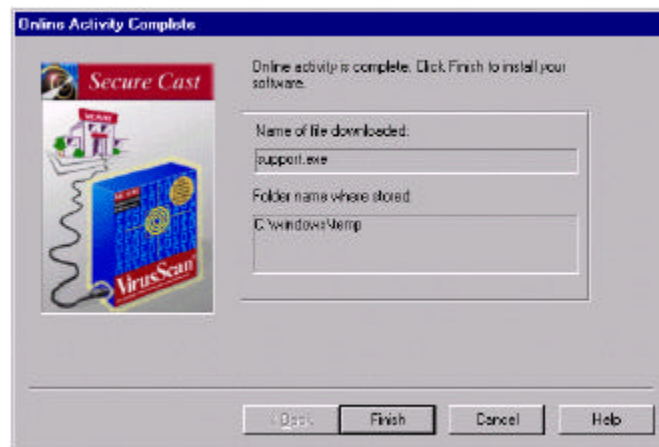 Online Activity Complete
Secure Cast
Online activity is complete. Click Finish to install your
software.
Name of file downloaded:
support.exe
Folder name where stored:
C:\windows\temp
VirusScan
< Back
Finish
Cancel
Help